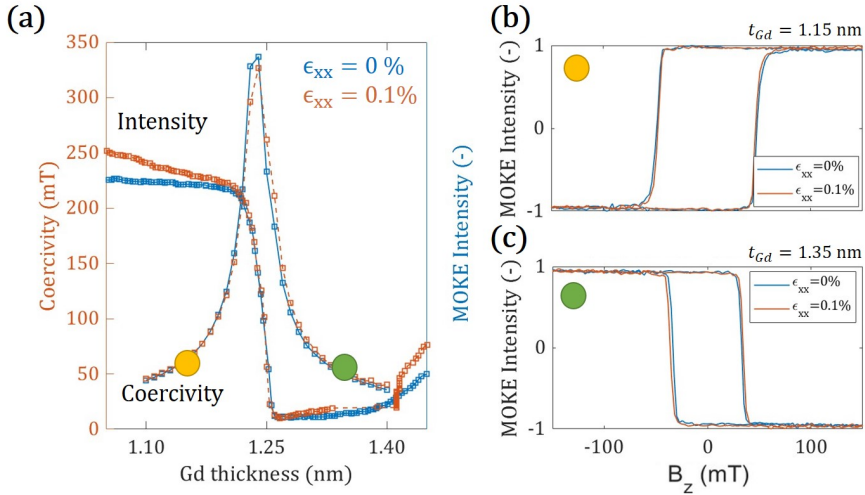 (a)
350
300
250
200
150
100
50
0
Coercivity (mT)
1.10
1.25
1.40
Gd thickness (nm)
MOKE Intensity (-)
ϵxx = 0 %
ϵxx = 0.1%
Intensity
Coercivity
(b)
tGd = 1.15 nm
MOKE Intensity (-)
1
0
-1
ϵxx=0%
ϵxx=0.1%
(c)
tGd = 1.35 nm
MOKE Intensity (-)
1
0
-1
ϵxx=0%
ϵxx=0.1%
-100
0
100
Bz (mT)